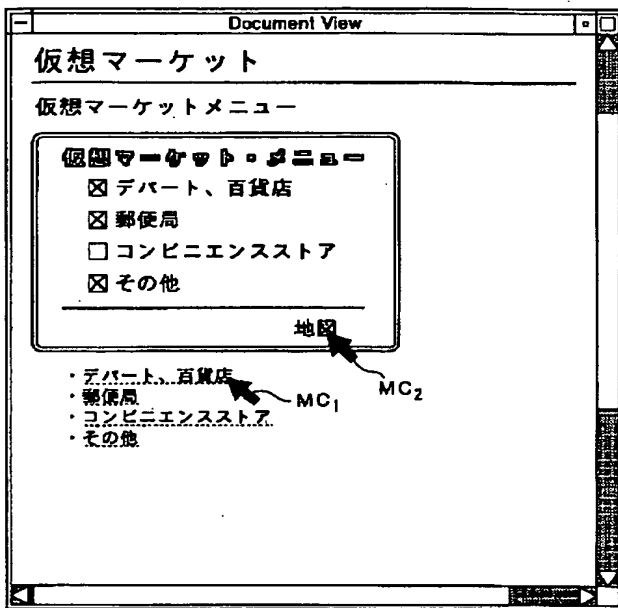 Document View
仮想マーケット
仮想マーケットメニュー
仮想マーケット・メニュー
☒ デパート、百貨店
☒ 郵便局
☐ コンビニエンスストア
☒ その他
地図
・デパート、百貨店
・郵便局
・コンビニエンスストア
・その他
MC1
MC2